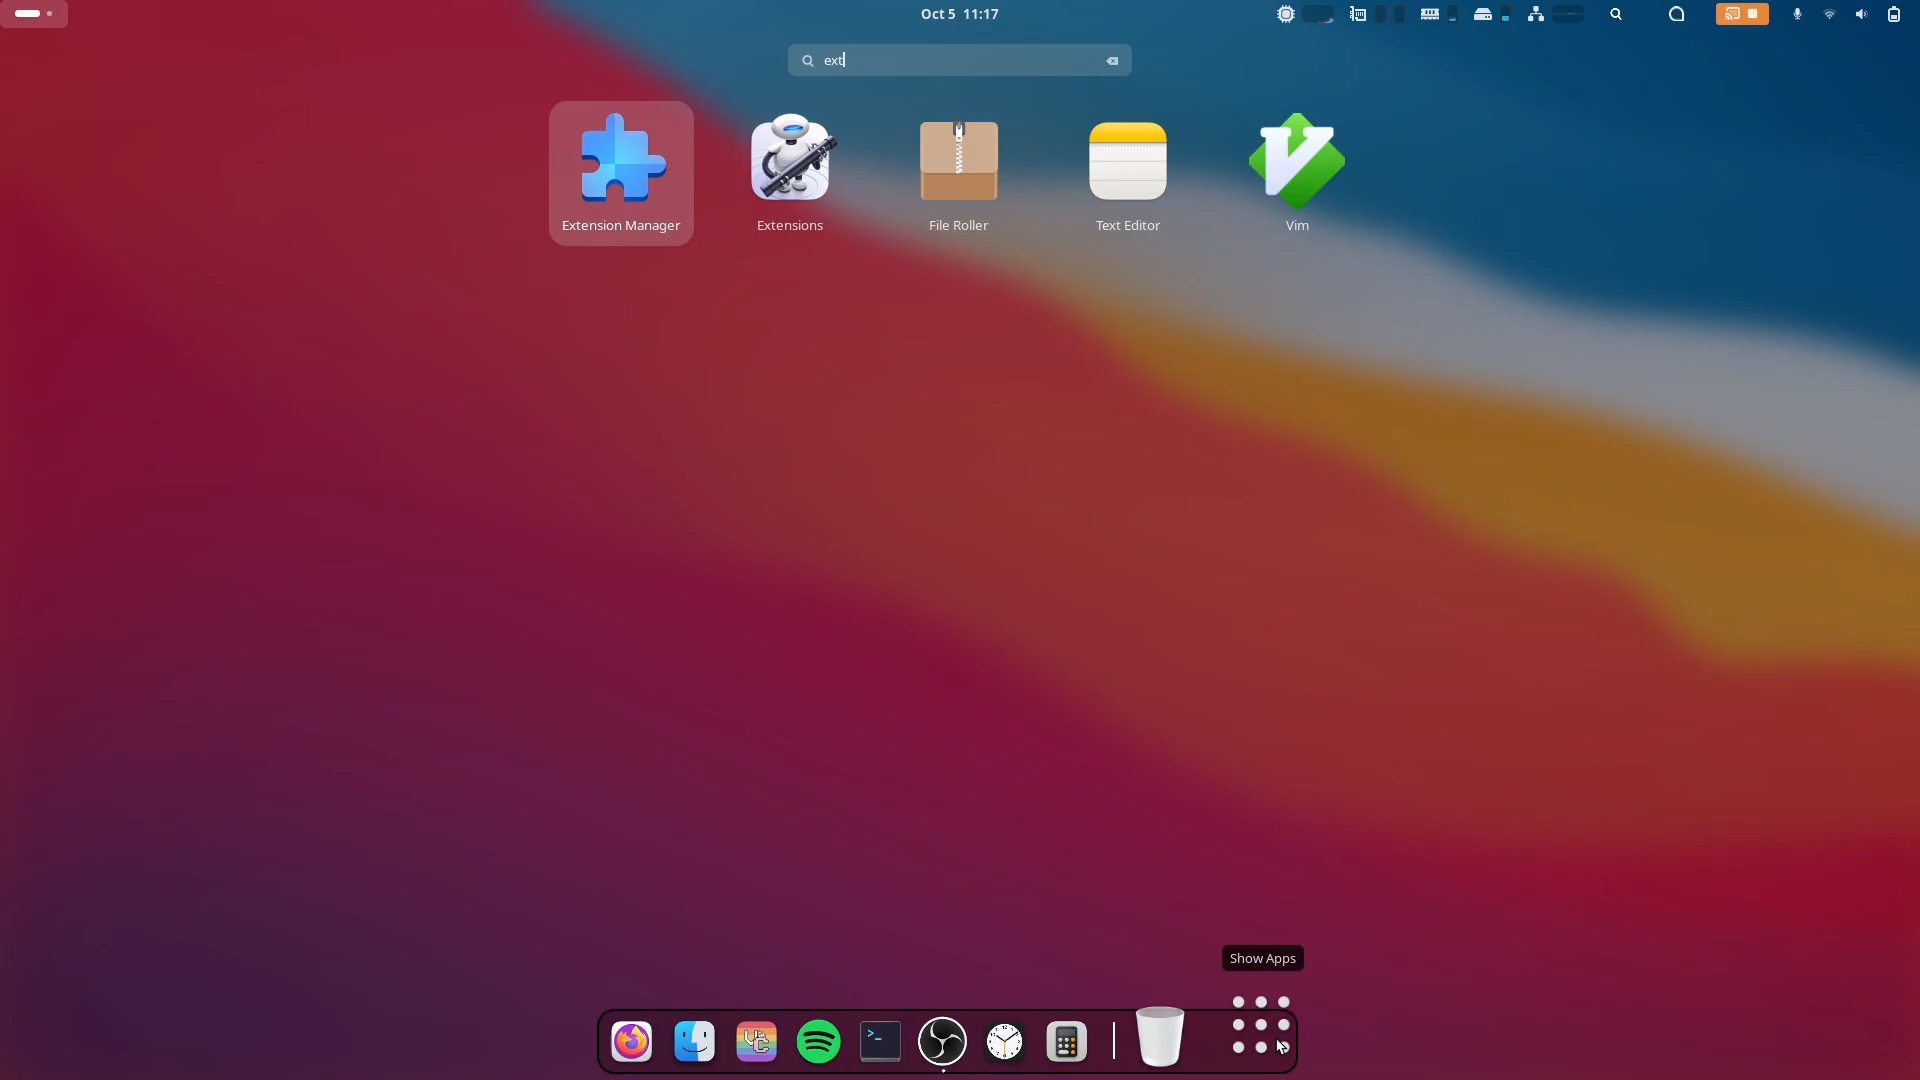 Oct 5 11:17
ext
Extension Manager
Extensions
File Roller
Text Editor
Vim
Show Apps
>_